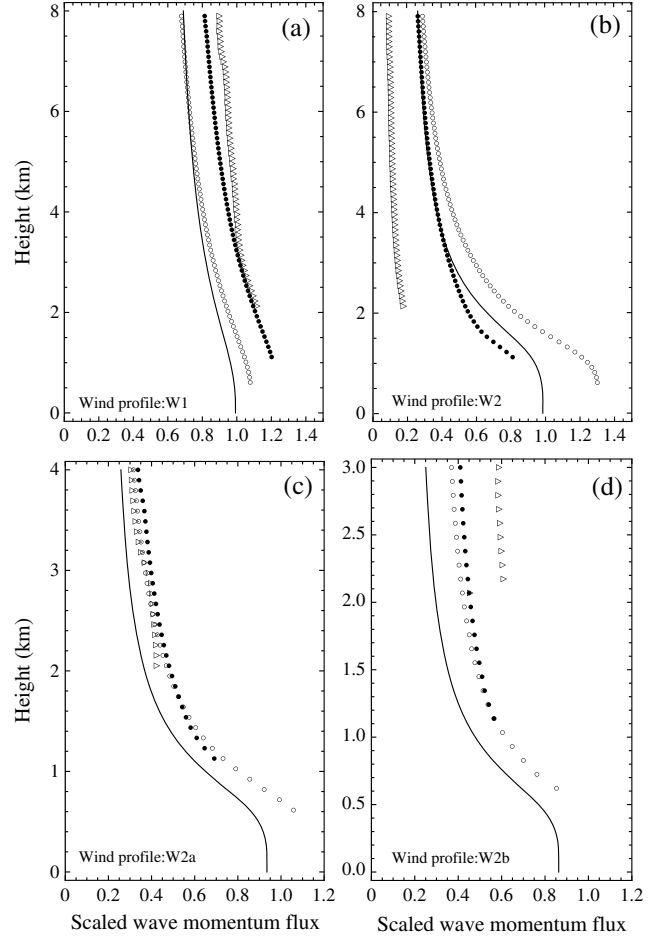 (a)
(b)
Height (km)
8
6
4
2
0
8
6
4
2
0
Wind profile:W1
Wind profile:W2
0 0.2 0.4 0.6 0.8 1.0 1.2 1.4
0 0.2 0.4 0.6 0.8 1.0 1.2 1.4
(c)
(d)
Height (km)
4
3
2
1
0
3.0
2.5
2.0
1.5
1.0
0.5
0.0
Wind profile:W2a
Wind profile:W2b
0 0.2 0.4 0.6 0.8 1.0 1.2
0 0.2 0.4 0.6 0.8 1.0 1.2
Scaled wave momentum flux
Scaled wave momentum flux